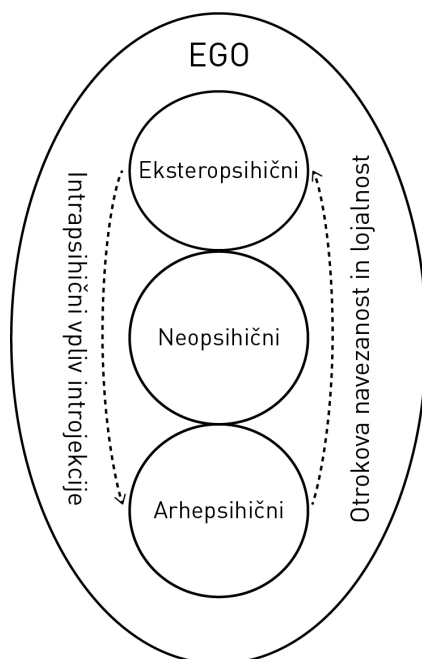 EGO
Eksteropsihični
Intrapsihični vpliv introjekcije
Otrokova navezanost in lojalnost
Neopsihični
Arhepsihični